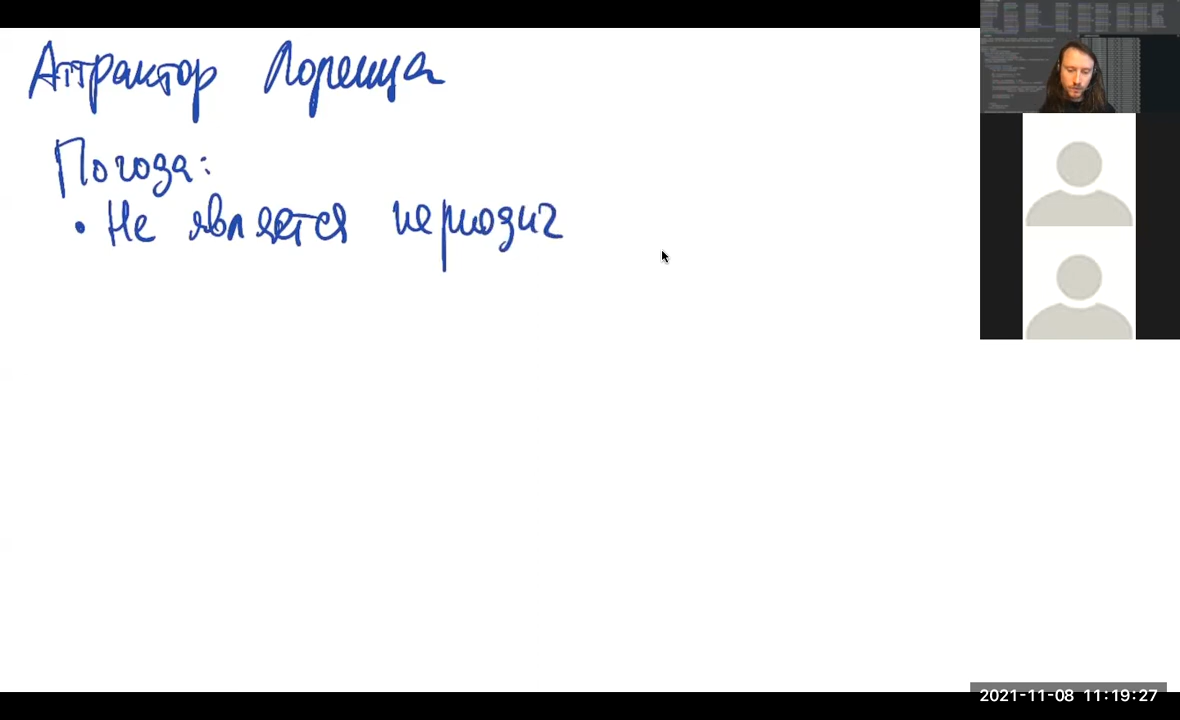 Аттрактор Лоренца
Погода:
• Не является периодич
2021-11-08 11:19:27